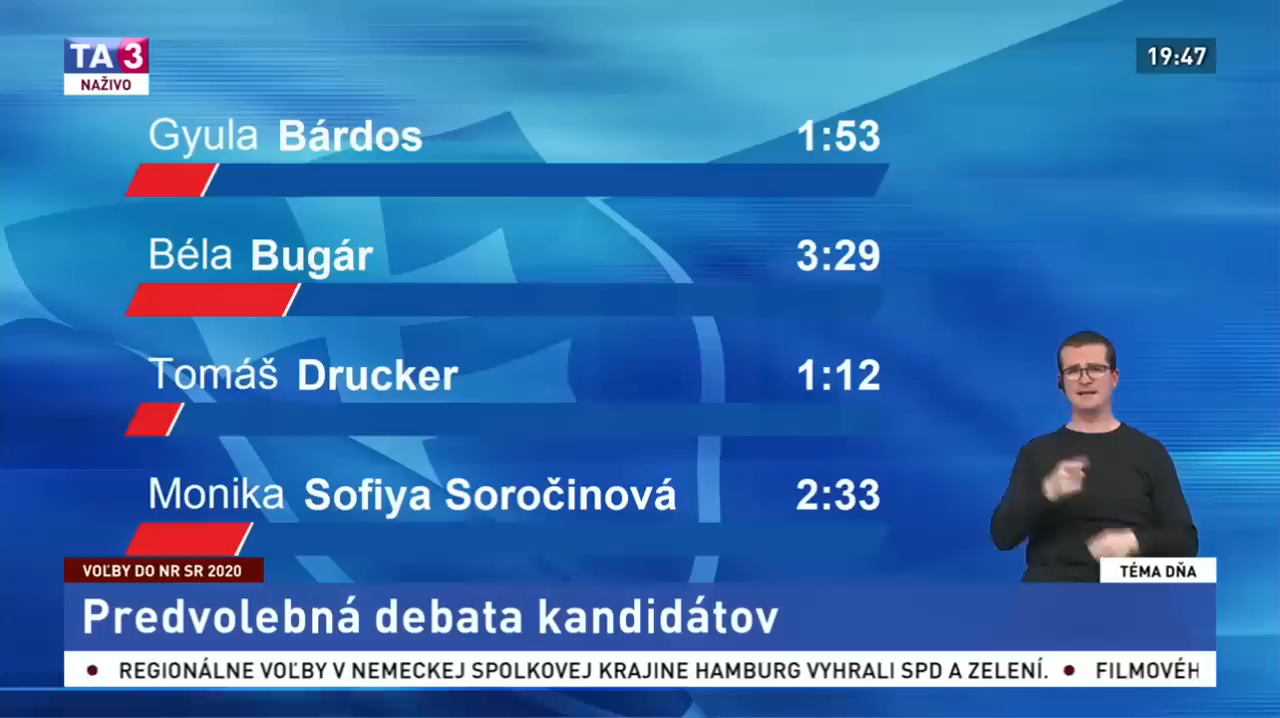 TA3
NAŽIVO
19:47
Gyula Bárdos 1:53
Béla Bugár 3:29
Tomáš Drucker 1:12
Monika Sofiya Soročinová 2:33
VOĽBY DO NR SR 2020
TÉMA DŇA
Predvolebná debata kandidátov
• REGIONÁLNE VOĽBY V NEMECKEJ SPOLKOVEJ KRAJINE HAMBURG VYHRALI SPD A ZELENÍ. • FILMOVÉH